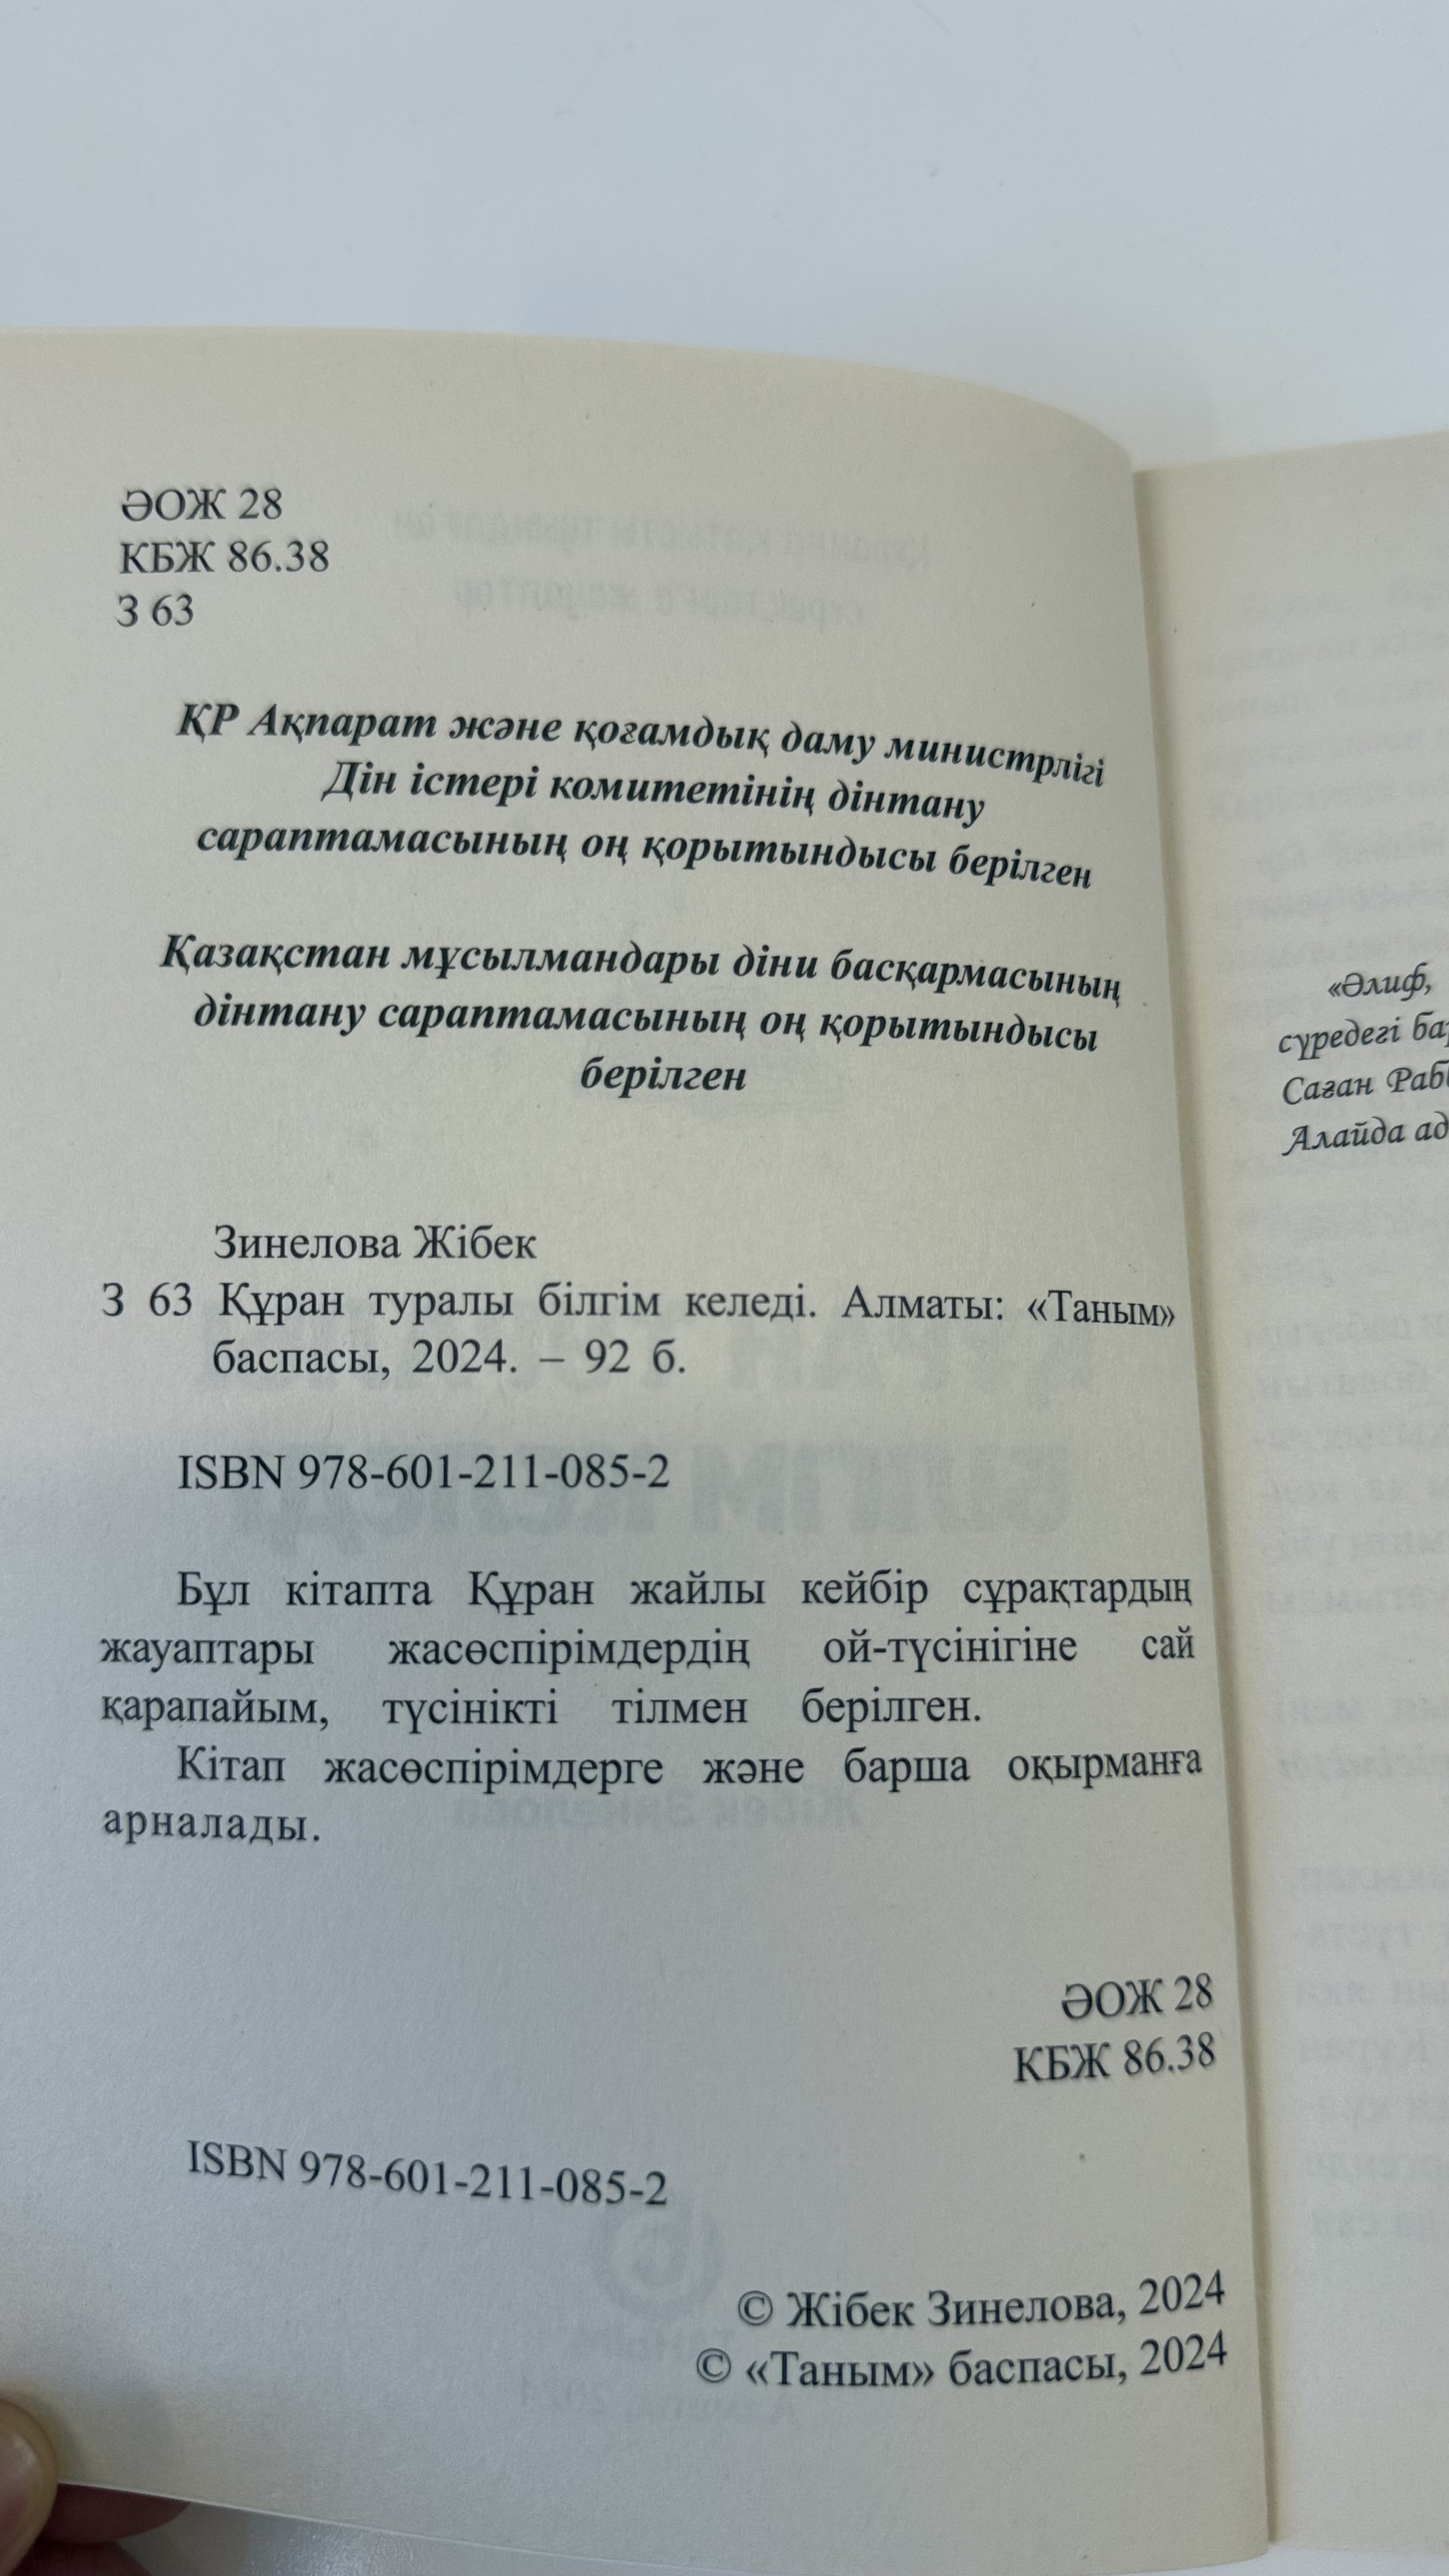 ӘОЖ 28
КБЖ 86.38
З 63
ҚР Ақпарат және қоғамдық даму министрлігі
Дін істері комитетінің дінтану
сараптамасының оң қорытындысы берілген
Қазақстан мұсылмандары діни басқармасының
дінтану сараптамасының оң қорытындысы
берілген
Зинелова Жібек
З 63 Құран туралы білгім келеді. Алматы: «Таным»
баспасы, 2024. – 92 б.
ISBN 978-601-211-085-2
Бұл кітапта Құран жайлы кейбір сұрақтардың
жауаптары жасөспірімдердің ой-түсінігіне сай
қарапайым, түсінікті тілмен берілген.
Кітап жасөспірімдерге және барша оқырманға
арналады.
ӘОЖ 28
КБЖ 86.38
ISBN 978-601-211-085-2
© Жібек Зинелова, 2024
© «Таным» баспасы, 2024
«Әлиф,
сүредегі
Саған
Алайда